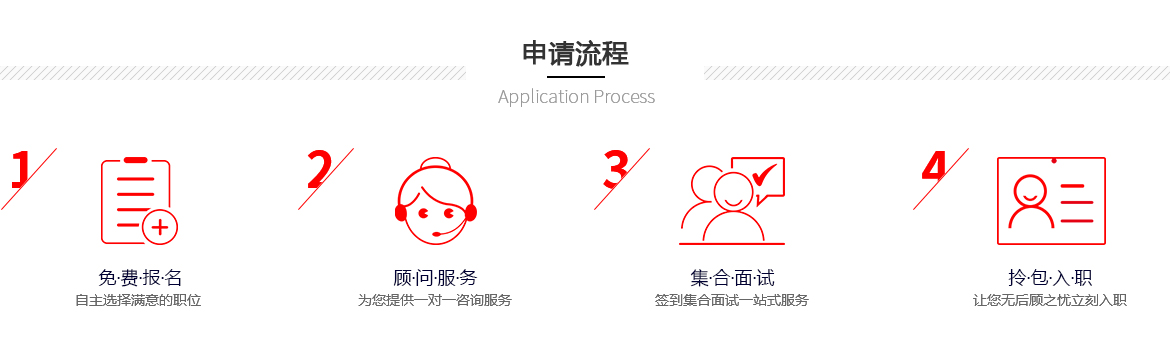 申请流程
Application Process
1
2
3
4
免·费·报·名
自主选择满意的职位
顾·问·服·务
为您提供一对一咨询服务
集·合·面·试
签到集合面试一站式服务
拎·包·入·职
让您无后顾之忧立刻入职